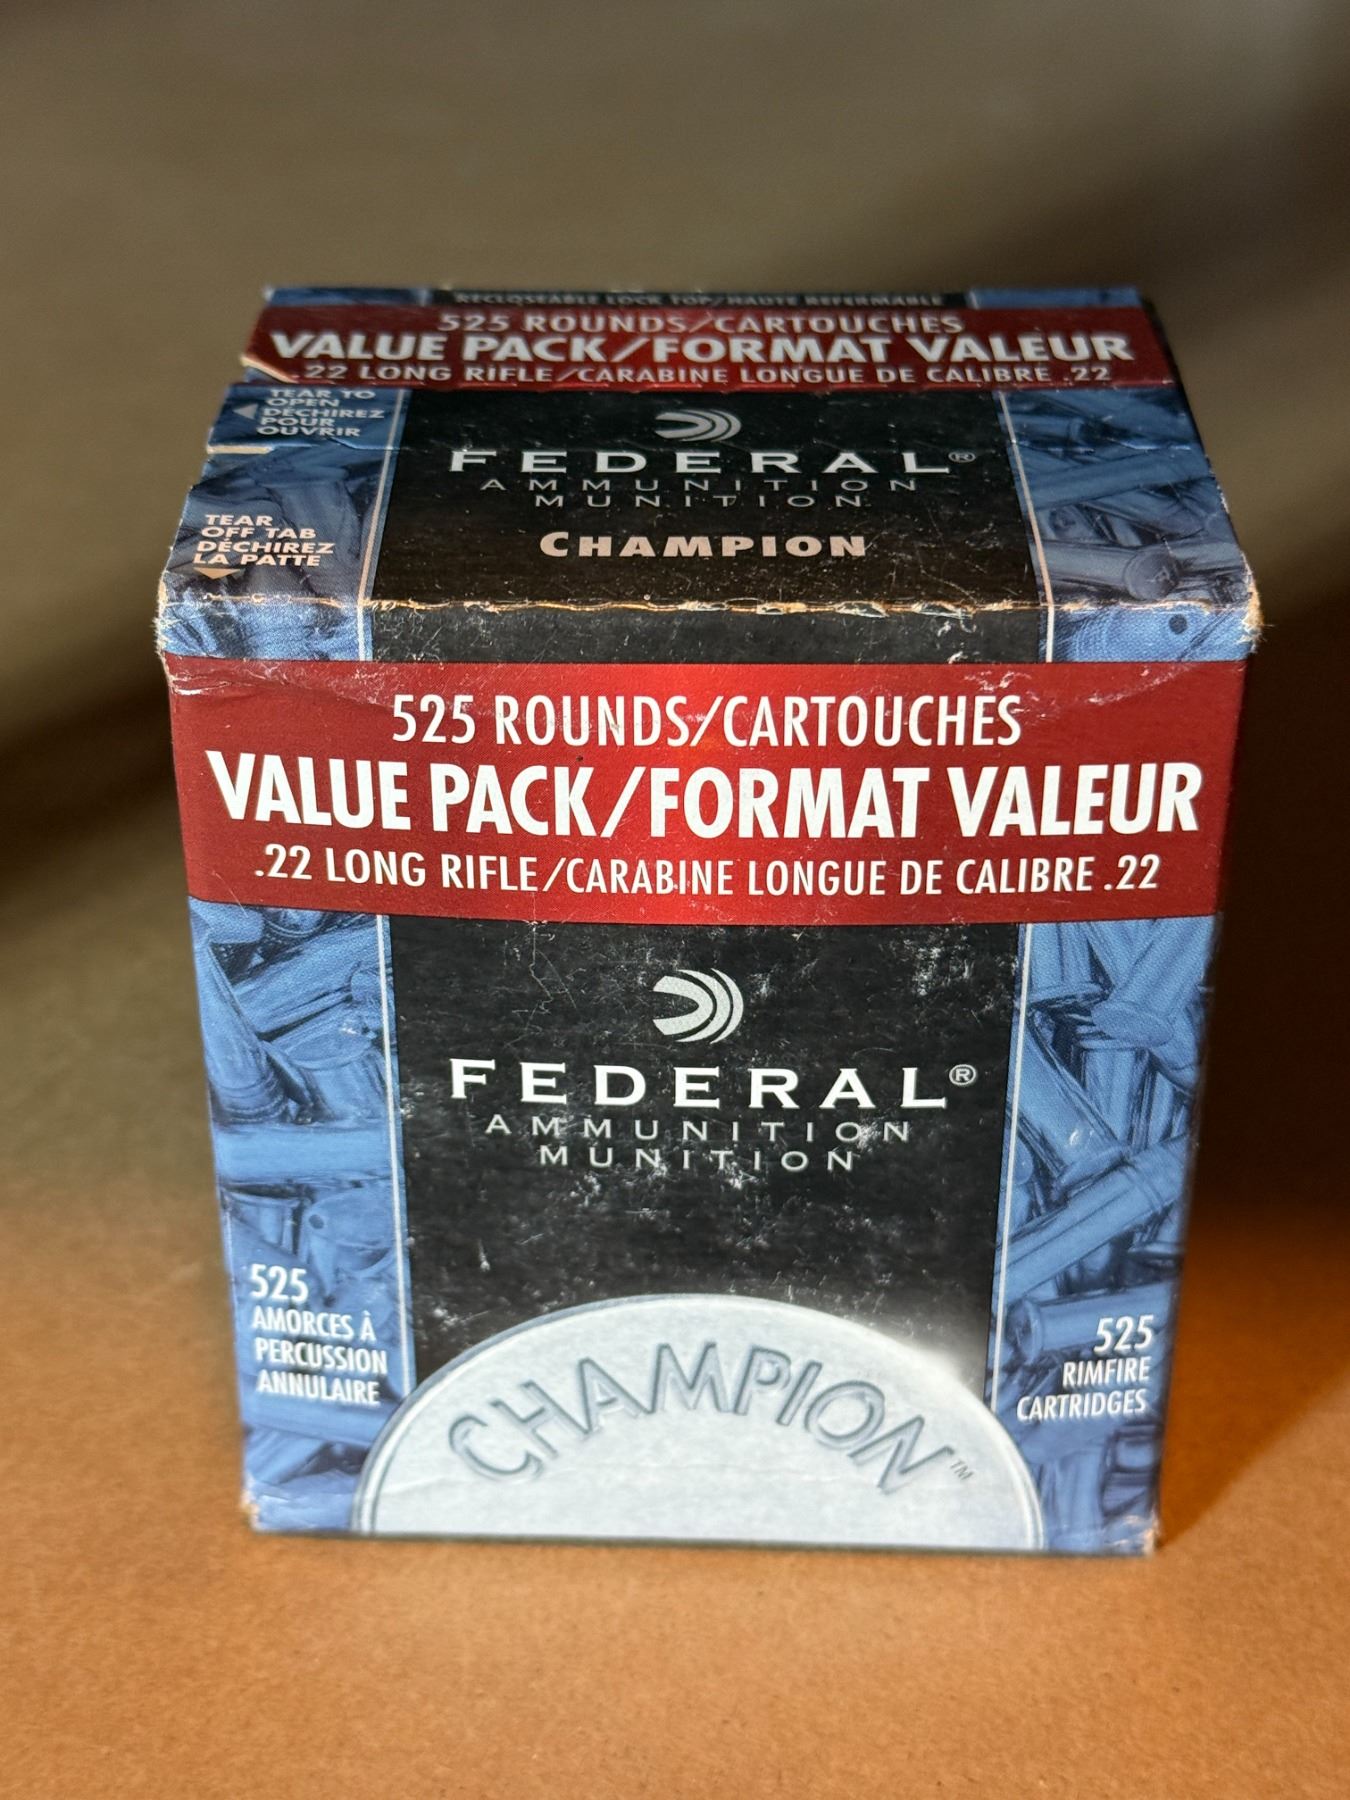 RECLOSEABLE LOCK TOP/HAUTE REFERMABLE
525 ROUNDS/CARTOUCHES
VALUE PACK/FORMAT VALEUR
.22 LONG RIFLE/CARABINE LONGUE DE CALIBRE .22
TEAR TO
OPEN
DÉCHIREZ
POUR
OUVRIR
FEDERAL®
AMMUNITION
MUNITION
CHAMPION
TEAR
OFF TAB
DÉCHIREZ
LA PATTE
525 ROUNDS/CARTOUCHES
VALUE PACK/FORMAT VALEUR
.22 LONG RIFLE/CARABINE LONGUE DE CALIBRE .22
FEDERAL®
AMMUNITION
MUNITION
525
AMORCES À
PERCUSSION
ANNULAIRE
525
RIMFIRE
CARTRIDGES
CHAMPION™